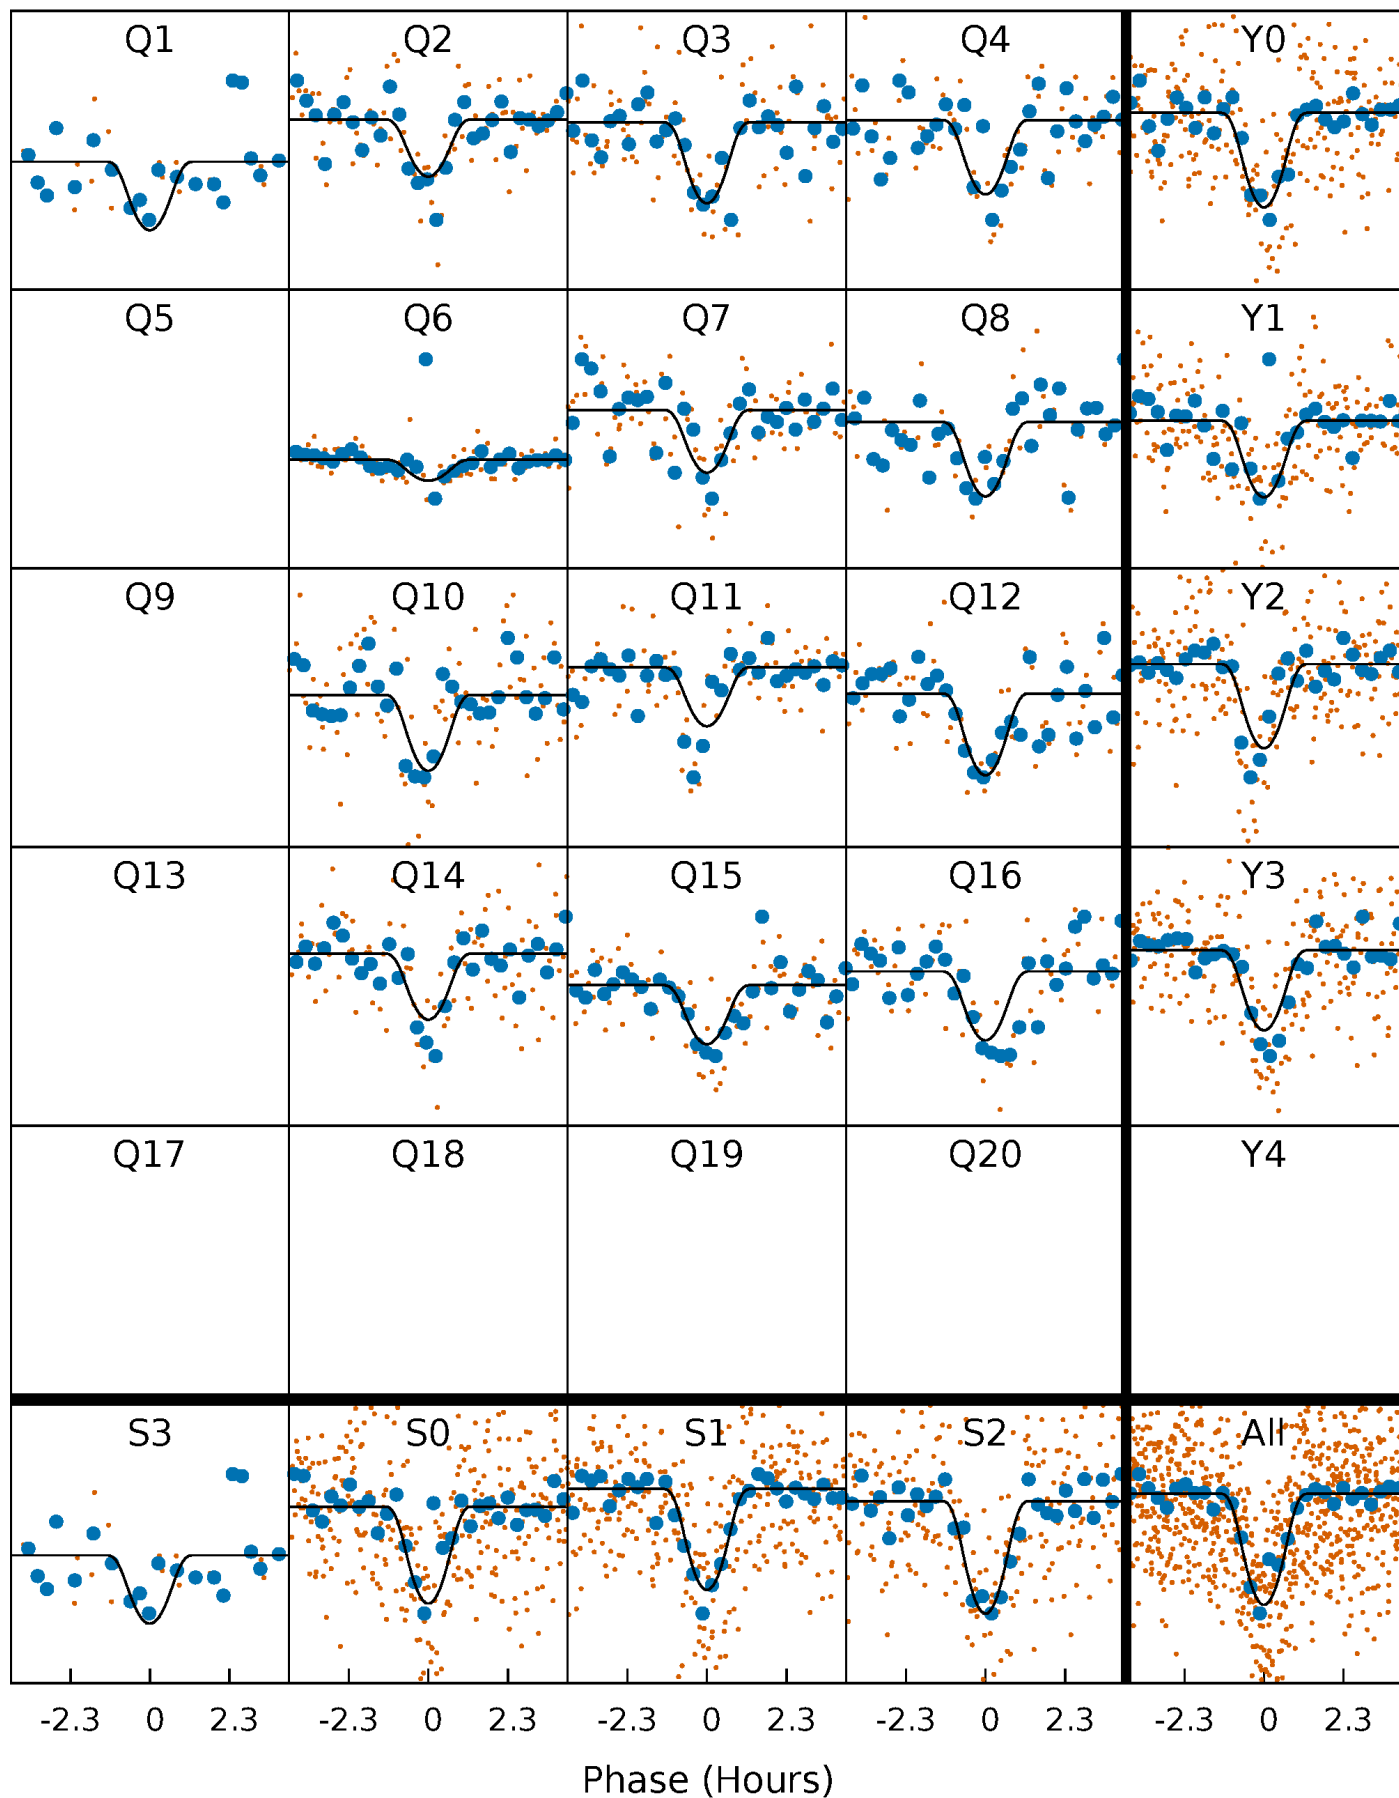 Q1 Q2 Q3 Q4 Y0
Q5 Q6 Q7 Q8 Y1
Q9 Q10 Q11 Q12 Y2
Q13 Q14 Q15 Q16 Y3
Q17 Q18 Q19 Q20 Y4
S3 S0 S1 S2 All
-2.3 0 2.3 -2.3 0 2.3 -2.3 0 2.3 -2.3 0 2.3 -2.3 0 2.3
Phase (Hours)